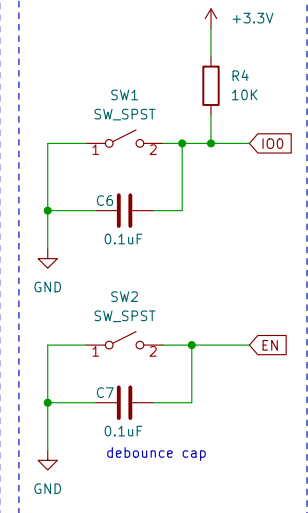 +3.3V
R4
10K
SW1
SW_SPST
1 2
IO0
C6
0.1uF
GND
SW2
SW_SPST
1 2
EN
C7
0.1uF
debounce cap
GND